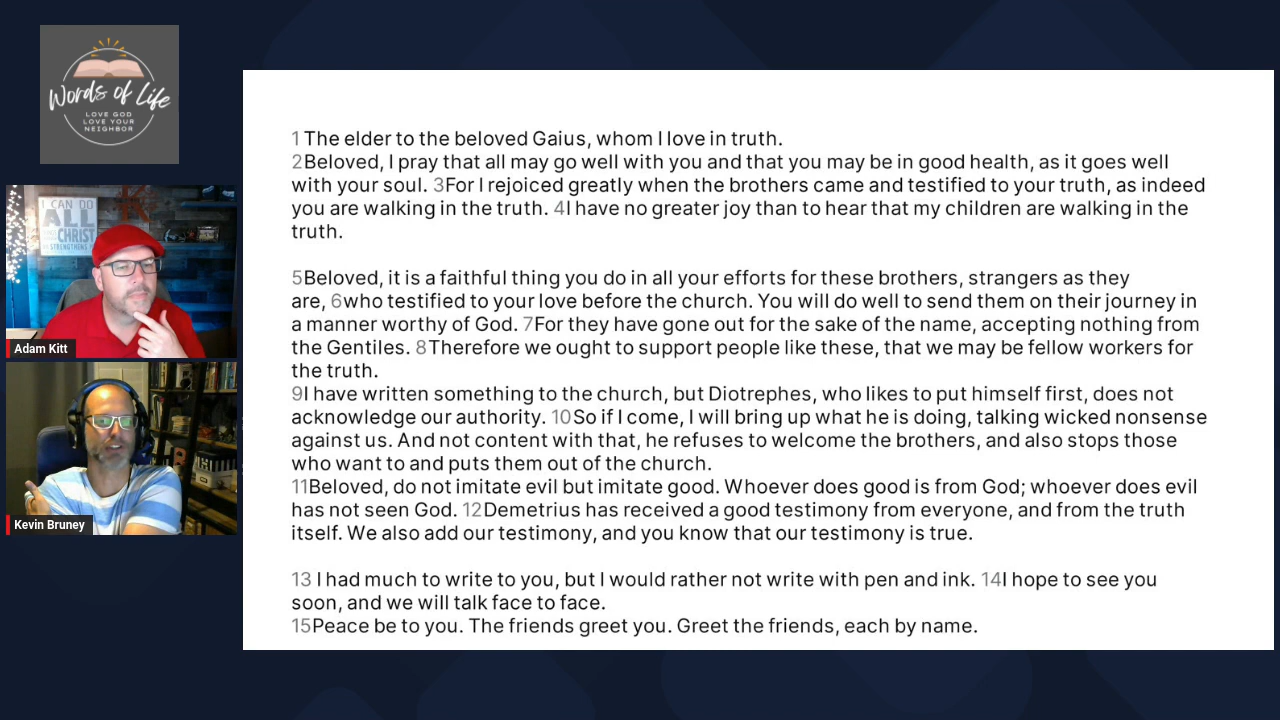 Words of Life
LOVE GOD
LOVE YOUR
NEIGHBOR
I CAN DO
ALL
CHRIST
STRENGTHENS
Adam Kitt
Kevin Bruney
1 The elder to the beloved Gaius, whom I love in truth.
2Beloved, I pray that all may go well with you and that you may be in good health, as it goes well
with your soul. 3For I rejoiced greatly when the brothers came and testified to your truth, as indeed
you are walking in the truth. 4I have no greater joy than to hear that my children are walking in the
truth.
5Beloved, it is a faithful thing you do in all your efforts for these brothers, strangers as they
are, 6who testified to your love before the church. You will do well to send them on their journey in
a manner worthy of God. 7For they have gone out for the sake of the name, accepting nothing from
the Gentiles. 8Therefore we ought to support people like these, that we may be fellow workers for
the truth.
9I have written something to the church, but Diotrephes, who likes to put himself first, does not
acknowledge our authority. 10So if I come, I will bring up what he is doing, talking wicked nonsense
against us. And not content with that, he refuses to welcome the brothers, and also stops those
who want to and puts them out of the church.
11Beloved, do not imitate evil but imitate good. Whoever does good is from God; whoever does evil
has not seen God. 12Demetrius has received a good testimony from everyone, and from the truth
itself. We also add our testimony, and you know that our testimony is true.
13 I had much to write to you, but I would rather not write with pen and ink. 14I hope to see you
soon, and we will talk face to face.
15Peace be to you. The friends greet you. Greet the friends, each by name.